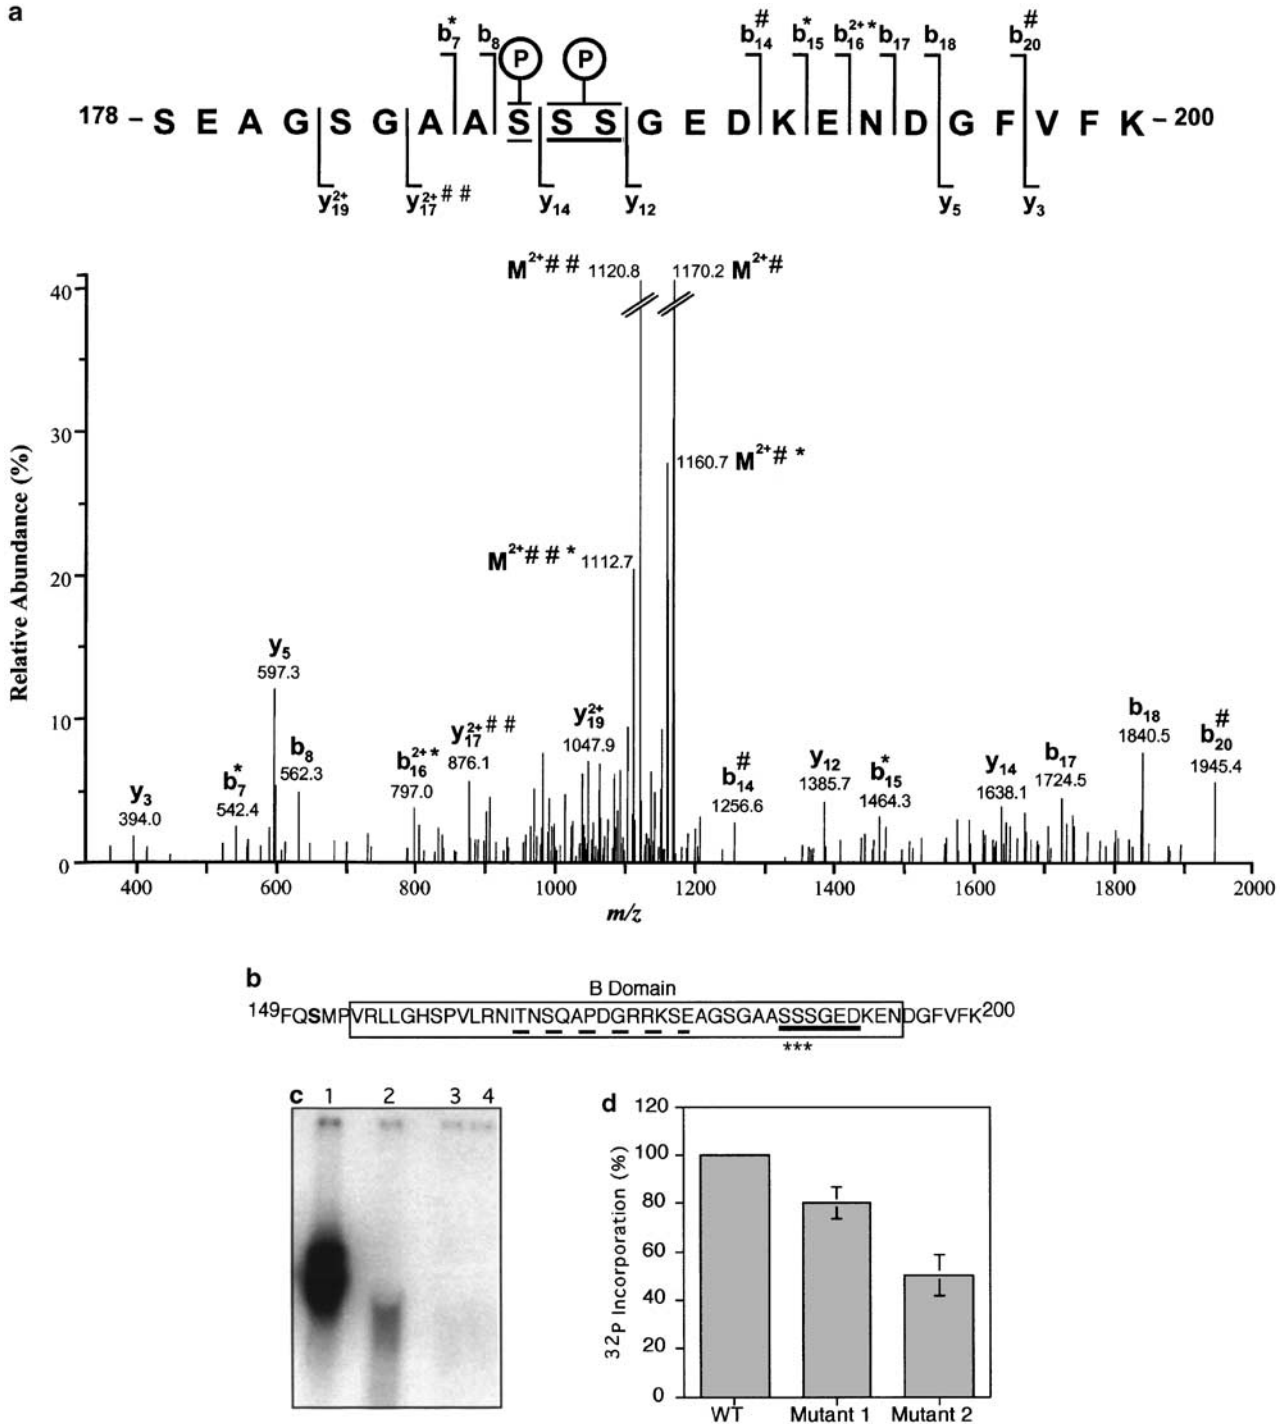 a
b7* b8 b14# b15* b16 2+* b17 b18 b20#
P P
178 – S E A G S G A A S S S G E D K E N D G F V F K – 200
y19 2+ y17 2+ # # y14 y12 y5 y3
M2+# # 1120.8 1170.2 M2+#
1160.7 M2+# *
M2+# # * 1112.7
y5
597.3
y3
394.0
b7*
542.4
b8
562.3
b16 2+*
797.0
y17 2+ # #
876.1
y19 2+
1047.9
b14#
1256.6
y12
1385.7
b15*
1464.3
y14
1638.1
b17
1724.5
b18
1840.5
b20#
1945.4
40
30
20
10
0
Relative Abundance (%)
400 600 800 1000 1200 1400 1600 1800 2000
m/z
b
B Domain
149FQSMPVRLLGHSPVLRNITNSQAPDGRRKSEAGSGAASSSGEDKENDGFVFK200
***
c 1 2 3 4
d
120
100
80
60
40
20
0
32P Incorporation (%)
WT Mutant 1 Mutant 2